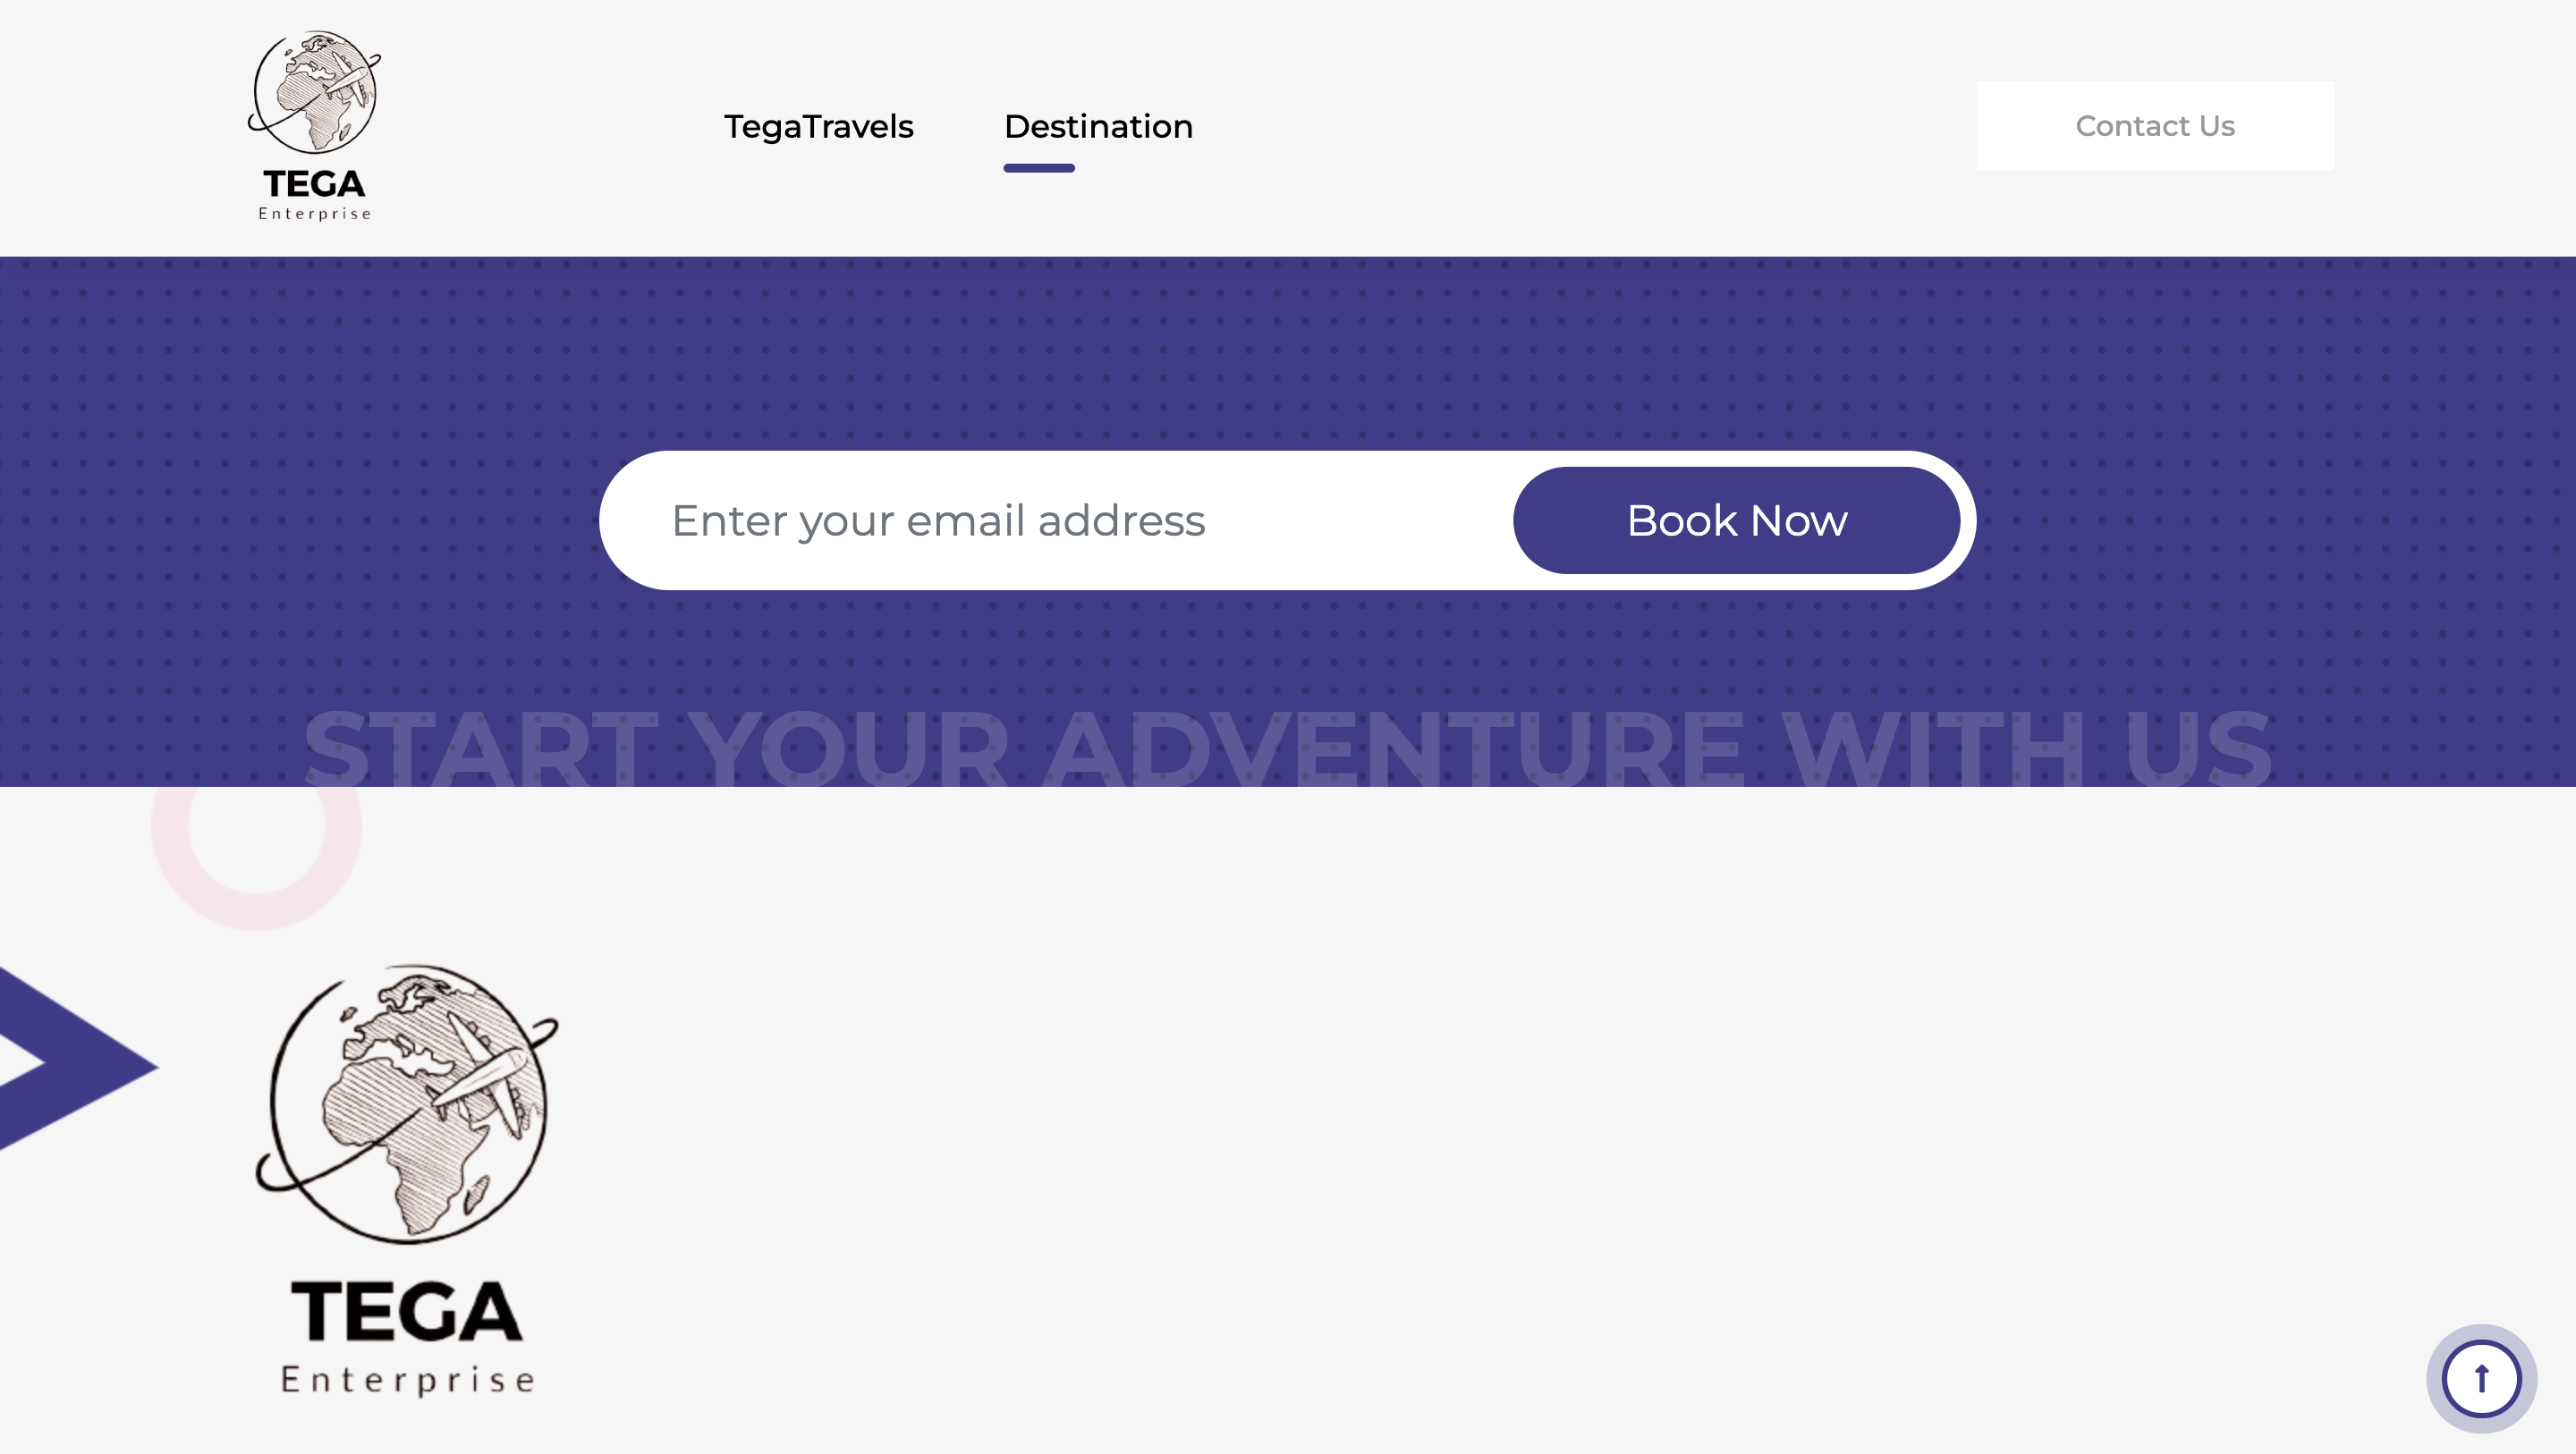 TEGA
Enterprise
TegaTravels
Destination
Contact Us
Enter your email address
Book Now
START YOUR ADVENTURE WITH US
TEGA
Enterprise